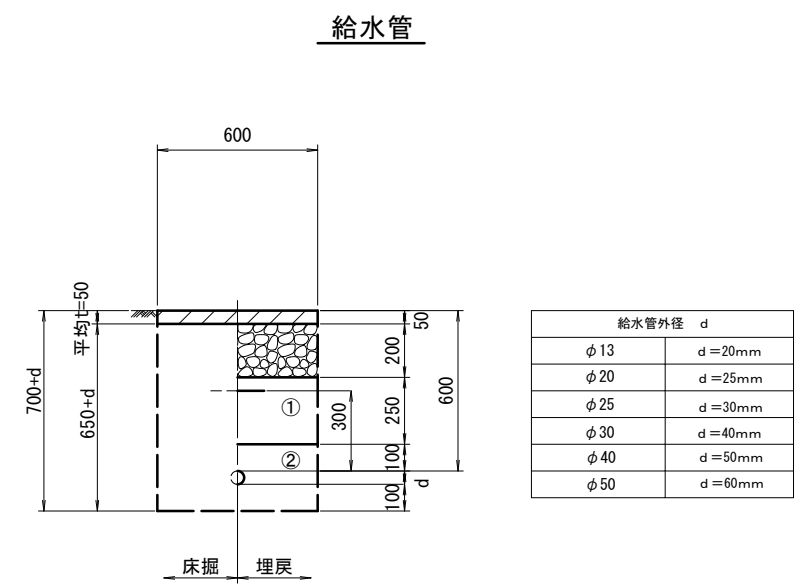 給水管
600
平均t=50
700+d
650+d
50
200
250
100
d
100
300
600
①
②
床掘 埋戻
給水管外径 d
φ13 d=20mm
φ20 d=25mm
φ25 d=30mm
φ30 d=40mm
φ40 d=50mm
φ50 d=60mm